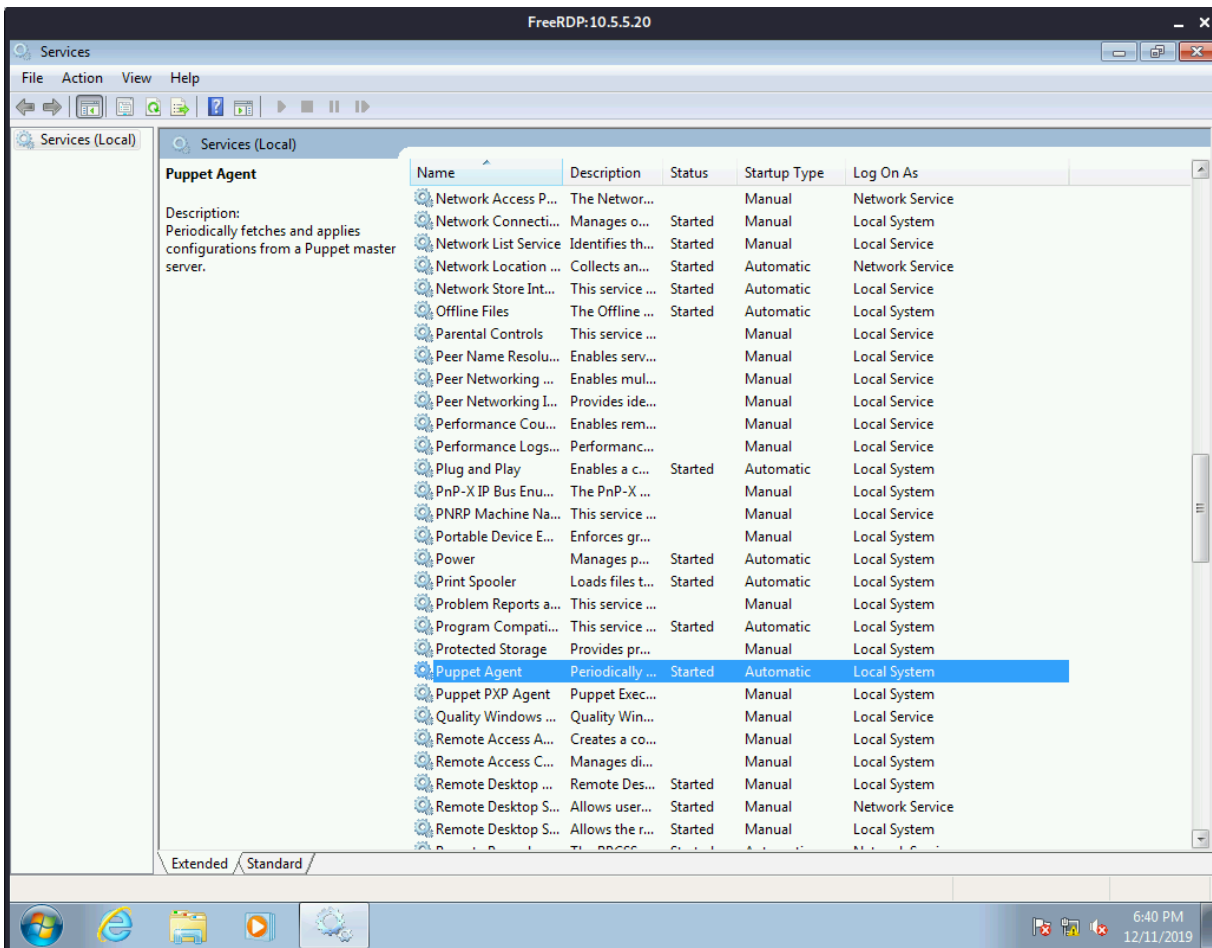 FreeRDP:10.5.5.20
Services
File Action View Help
Services (Local)
Services (Local)
Puppet Agent
Description:
Periodically fetches and applies
configurations from a Puppet master
server.
Name Description Status Startup Type Log On As
Network Access P... The Networ... Manual Network Service
Network Connecti... Manages o... Started Manual Local System
Network List Service Identifies th... Started Manual Local Service
Network Location ... Collects an... Started Automatic Network Service
Network Store Int... This service ... Started Automatic Local Service
Offline Files The Offline ... Started Automatic Local System
Parental Controls This service ... Manual Local Service
Peer Name Resolu... Enables serv... Manual Local Service
Peer Networking ... Enables mul... Manual Local Service
Peer Networking I... Provides ide... Manual Local Service
Performance Cou... Enables rem... Manual Local Service
Performance Logs... Performanc... Manual Local Service
Plug and Play Enables a c... Started Automatic Local System
PnP-X IP Bus Enu... The PnP-X ... Manual Local System
PNRP Machine Na... This service ... Manual Local Service
Portable Device E... Enforces gr... Manual Local System
Power Manages p... Started Automatic Local System
Print Spooler Loads files t... Started Automatic Local System
Problem Reports a... This service ... Manual Local System
Program Compati... This service ... Started Automatic Local System
Protected Storage Provides pr... Manual Local System
Puppet Agent Periodically ... Started Automatic Local System
Puppet PXP Agent Puppet Exec... Manual Local System
Quality Windows ... Quality Win... Manual Local Service
Remote Access A... Creates a co... Manual Local System
Remote Access C... Manages di... Manual Local System
Remote Desktop ... Remote Des... Started Manual Local System
Remote Desktop S... Allows user... Started Manual Network Service
Remote Desktop S... Allows the r... Started Manual Local System
Extended Standard
6:40 PM
12/11/2019